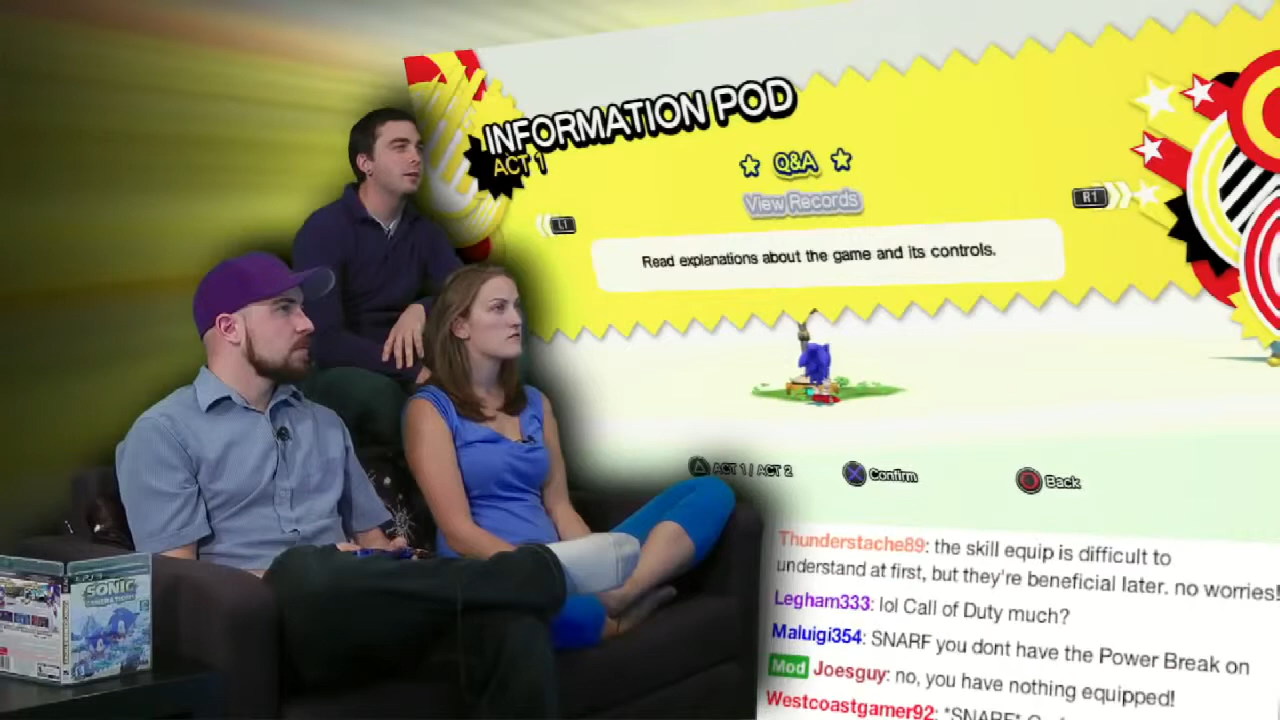 INFORMATION POD
ACT 1
Q&A
View Records
L1
R1
Read explanations about the game and its controls.
ACT 1 / ACT 2
Confirm
Back
Thunderstache89: the skill equip is difficult to
understand at first, but they're beneficial later. no worries!
Legham333: lol Call of Duty much?
Maluigi354: SNARF you dont have the Power Break on
Mod Joesguy: no, you have nothing equipped!
Westcoastgamer92: *SNARF*
SONIC